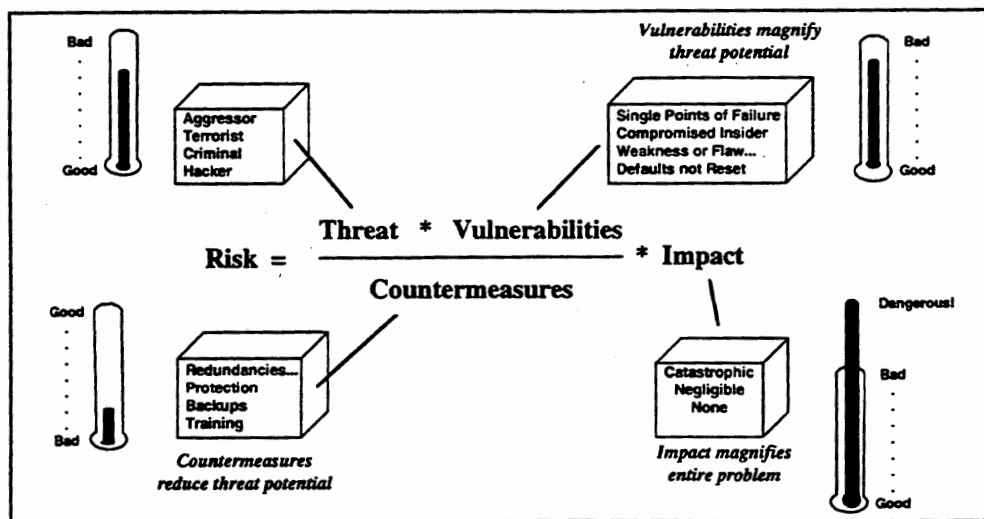 Vulnerabilities magnify
threat potential
Bad
Good
Aggressor
Terrorist
Criminal
Hacker
Single Points of Failure
Compromised Insider
Weakness or Flaw...
Defaults not Reset
Bad
Good
Threat * Vulnerabilities
Risk = * Impact
Countermeasures
Good
Bad
Redundancies...
Protection
Backups
Training
Countermeasures
reduce threat potential
Catastrophic
Negligible
None
Impact magnifies
entire problem
Dangerous!
Bad
Good